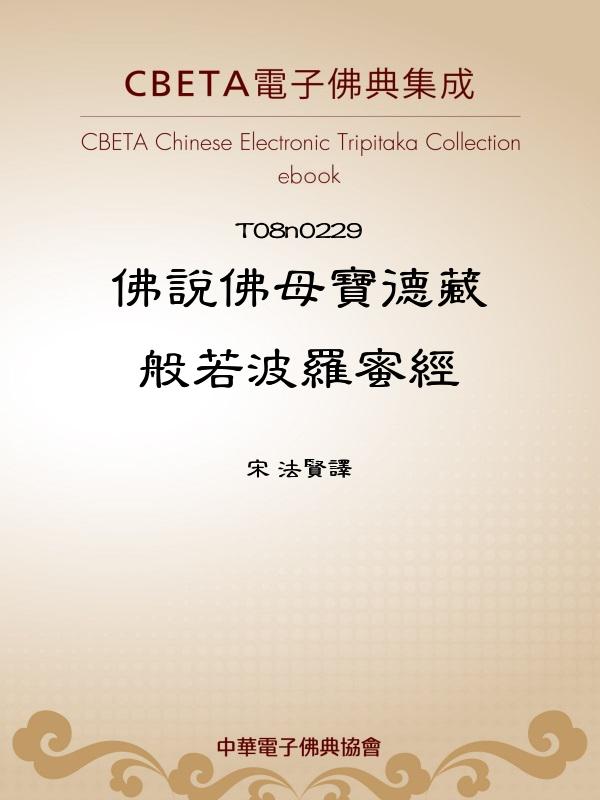 CBETA電子佛典集成
CBETA Chinese Electronic Tripitaka Collection
ebook
T08n0229
佛說佛母寶德藏
般若波羅蜜經
宋 法賢譯
中華電子佛典協會